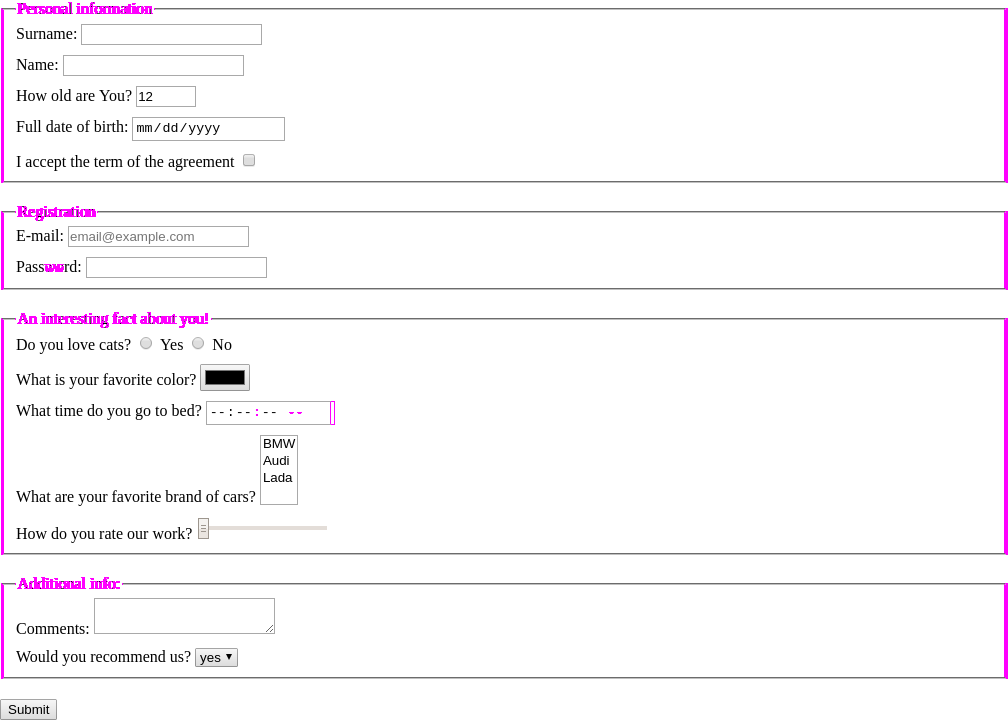 Personal information
Surname:
Name:
How old are You? 12
Full date of birth: mm/dd/yyyy
I accept the term of the agreement
Registration
E-mail: email@example.com
Password:
An interesting fact about you!
Do you love cats? Yes No
What is your favorite color?
What time do you go to bed? --:--:-- --
BMW
Audi
Lada
What are your favorite brand of cars?
How do you rate our work?
Additional info:
Comments:
Would you recommend us? yes
Submit